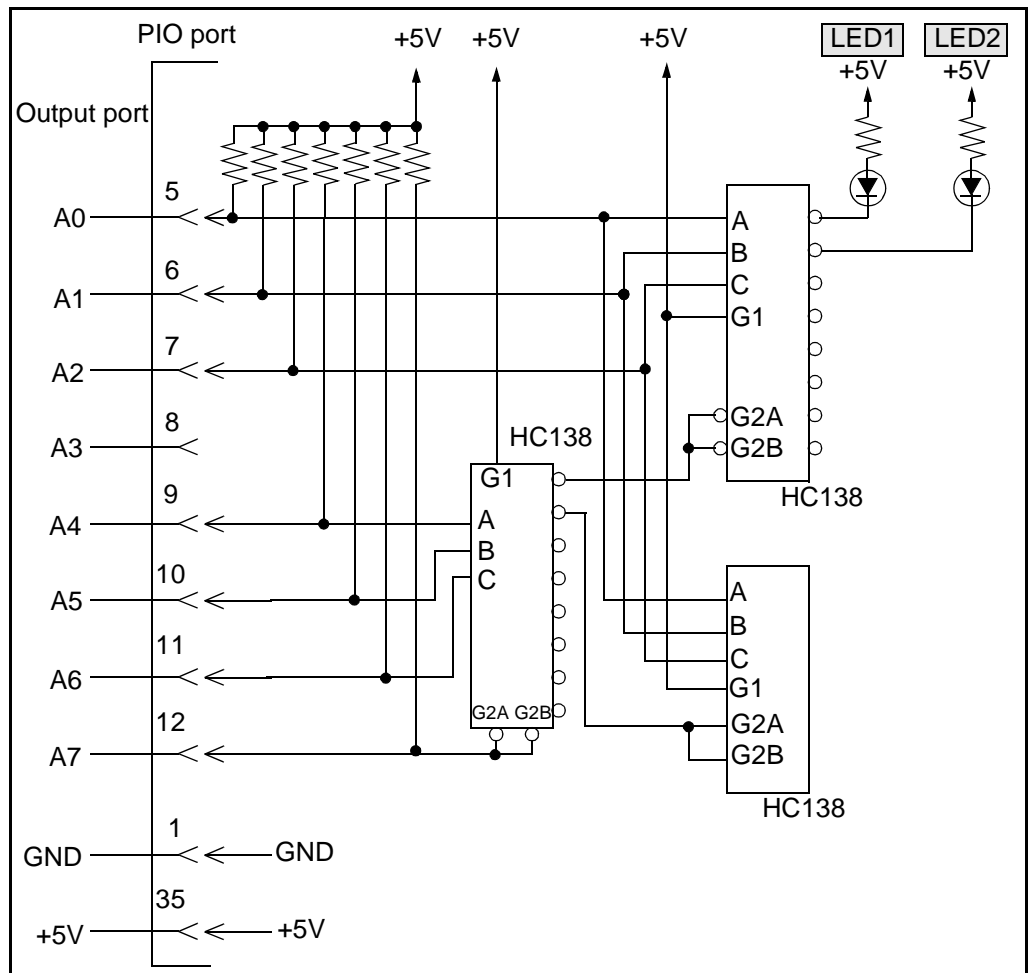 PIO port
+5V
+5V
+5V
LED1
LED2
+5V
+5V
Output port
5
A0
6
A1
7
A2
8
A3
9
A4
10
A5
11
A6
12
A7
1
GND
GND
35
+5V
+5V
HC138
G1
A
B
C
G2A G2B
A
B
C
G1
G2A
G2B
HC138
A
B
C
G1
G2A
G2B
HC138